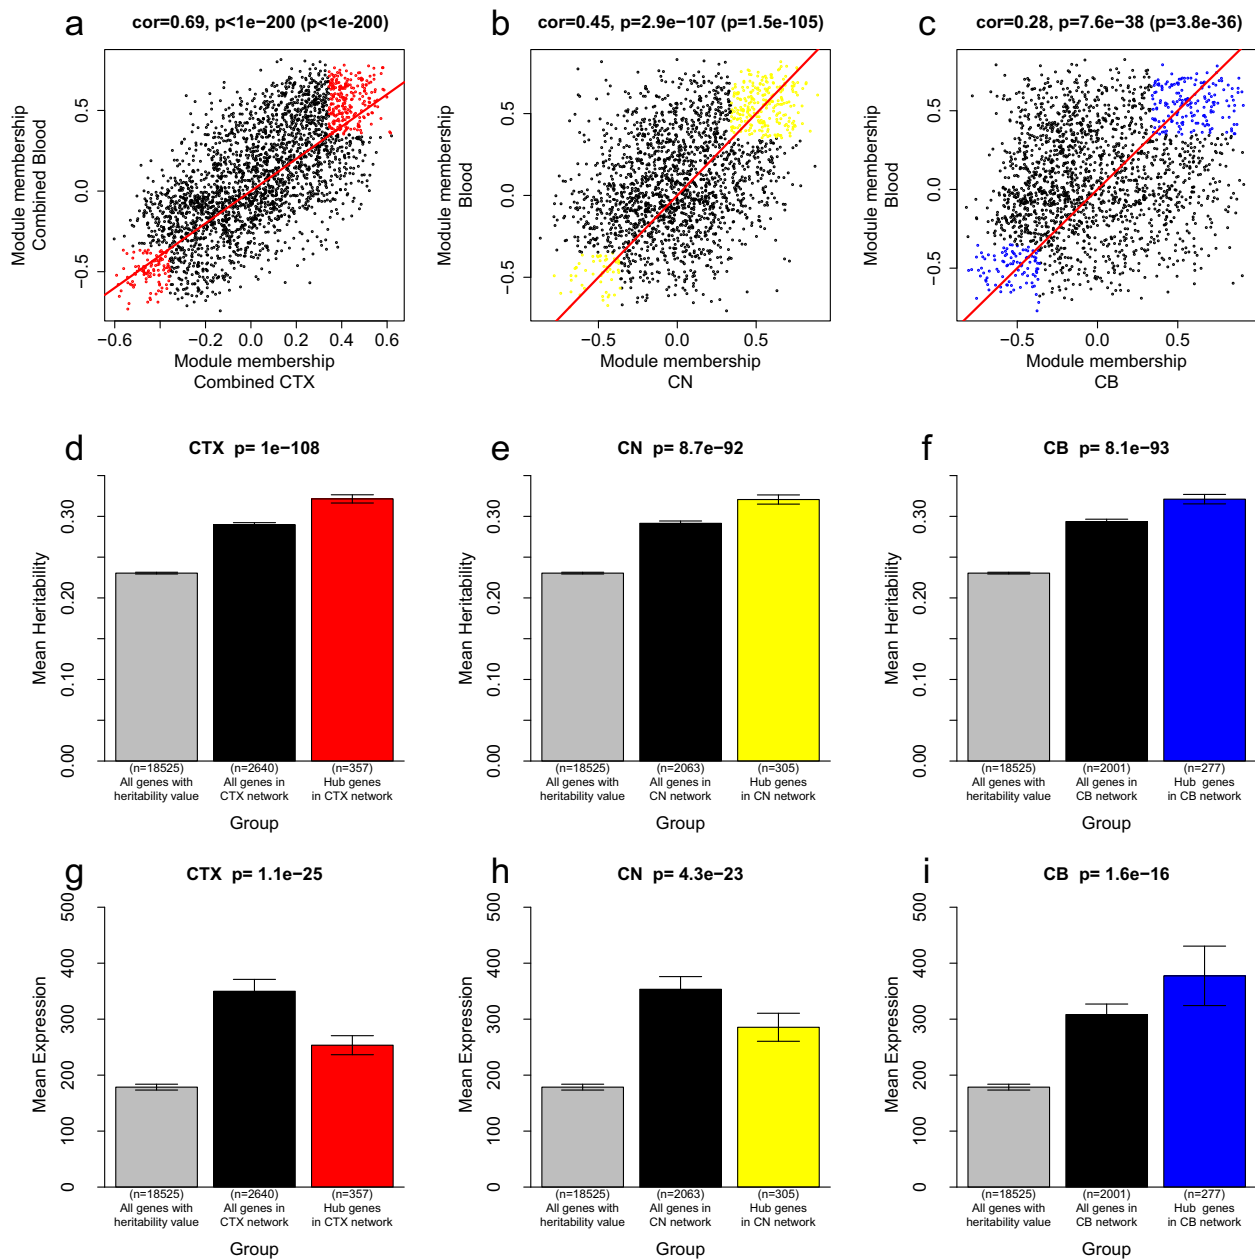 a
cor=0.69, p<1e−200 (p<1e-200)
b
cor=0.45, p=2.9e−107 (p=1.5e-105)
c
cor=0.28, p=7.6e−38 (p=3.8e-36)
Module membership
Combined Blood
−0.5
0.0
0.5
−0.6
−0.4
−0.2
0.0
0.2
0.4
0.6
Module membership
Combined CTX
Module membership
Blood
−0.5
0.0
0.5
−0.5
0.0
0.5
Module membership
CN
Module membership
Blood
−0.5
0.0
0.5
−0.5
0.0
0.5
Module membership
CB
d
CTX p= 1e−108
Mean Heritability
0.00
0.10
0.20
0.30
(n=18525)
(n=2640)
(n=357)
All genes with
heritability value
All genes in
CTX network
Hub genes
in CTX network
Group
e
CN p= 8.7e−92
Mean Heritability
0.00
0.10
0.20
0.30
(n=18525)
(n=2063)
(n=305)
All genes with
heritability value
All genes in
CN network
Hub genes
in CN network
Group
f
CB p= 8.1e−93
Mean Heritability
0.00
0.10
0.20
0.30
(n=18525)
(n=2001)
(n=277)
All genes with
heritability value
All genes in
CB network
Hub genes
in CB network
Group
g
CTX p= 1.1e−25
Mean Expression
0
100
200
300
400
500
(n=18525)
(n=2640)
(n=357)
All genes with
heritability value
All genes in
CTX network
Hub genes
in CTX network
Group
h
CN p= 4.3e−23
Mean Expression
0
100
200
300
400
500
(n=18525)
(n=2063)
(n=305)
All genes with
heritability value
All genes in
CN network
Hub genes
in CN network
Group
i
CB p= 1.6e−16
Mean Expression
0
100
200
300
400
500
(n=18525)
(n=2001)
(n=277)
All genes with
heritability value
All genes in
CB network
Hub genes
in CB network
Group